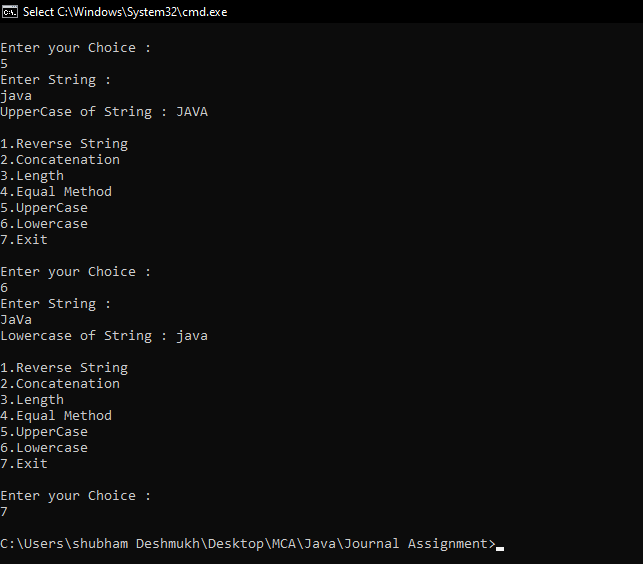 Select C:\Windows\System32\cmd.exe
Enter your Choice :
5
Enter String :
java
UpperCase of String : JAVA
1.Reverse String
2.Concatenation
3.Length
4.Equal Method
5.UpperCase
6.Lowercase
7.Exit
Enter your Choice :
6
Enter String :
JaVa
Lowercase of String : java
1.Reverse String
2.Concatenation
3.Length
4.Equal Method
5.UpperCase
6.Lowercase
7.Exit
Enter your Choice :
7
C:\Users\shubham Deshmukh\Desktop\MCA\Java\Journal Assignment>